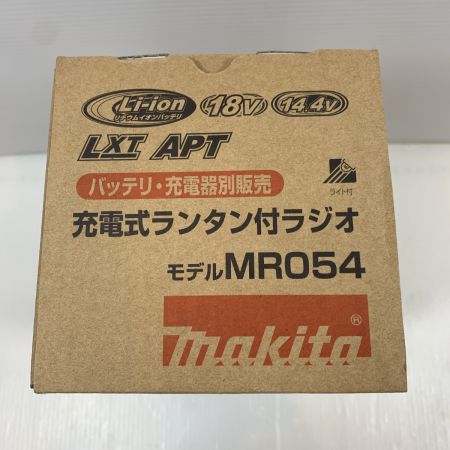 Li-ion 18V 14.4V
リチウムイオンバッテリ
LXT APT
バッテリ・充電器別販売
ライト付
充電式ランタン付ラジオ
モデルMR054
makita®